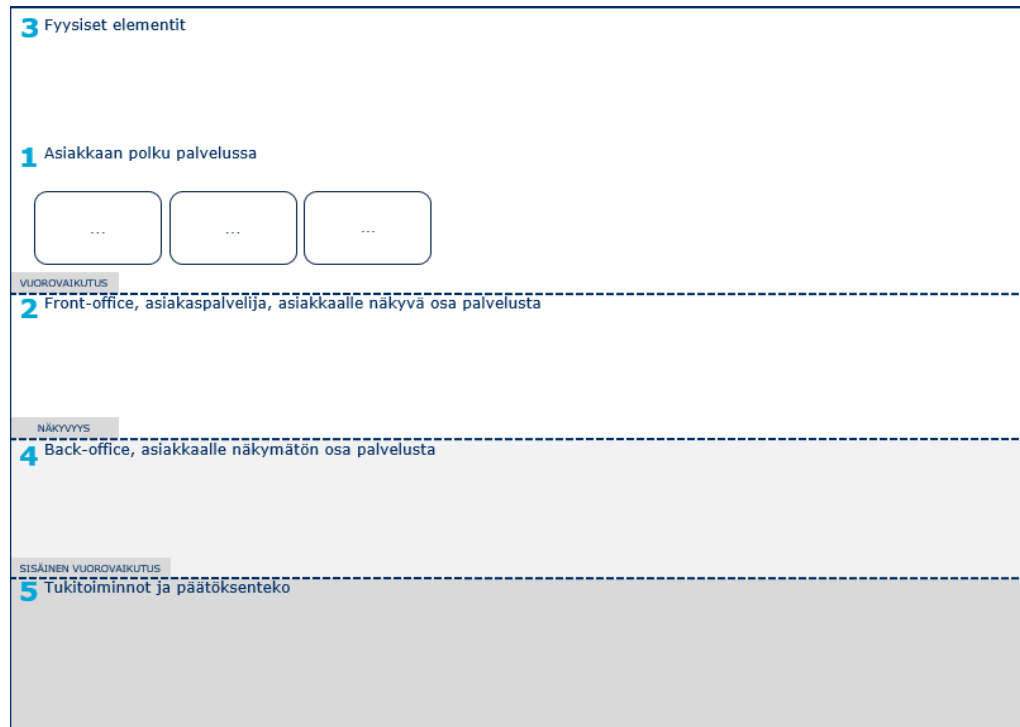 3 Fyysiset elementit
1 Asiakkaan polku palvelussa
... ... ...
VUOROVAIKUTUS
2 Front-office, asiakaspalvelija, asiakkaalle näkyvä osa palvelusta
NÄKYVYYS
4 Back-office, asiakkaalle näkymätön osa palvelusta
SISÄINEN VUOROVAIKUTUS
5 Tukitoiminnot ja päätöksenteko